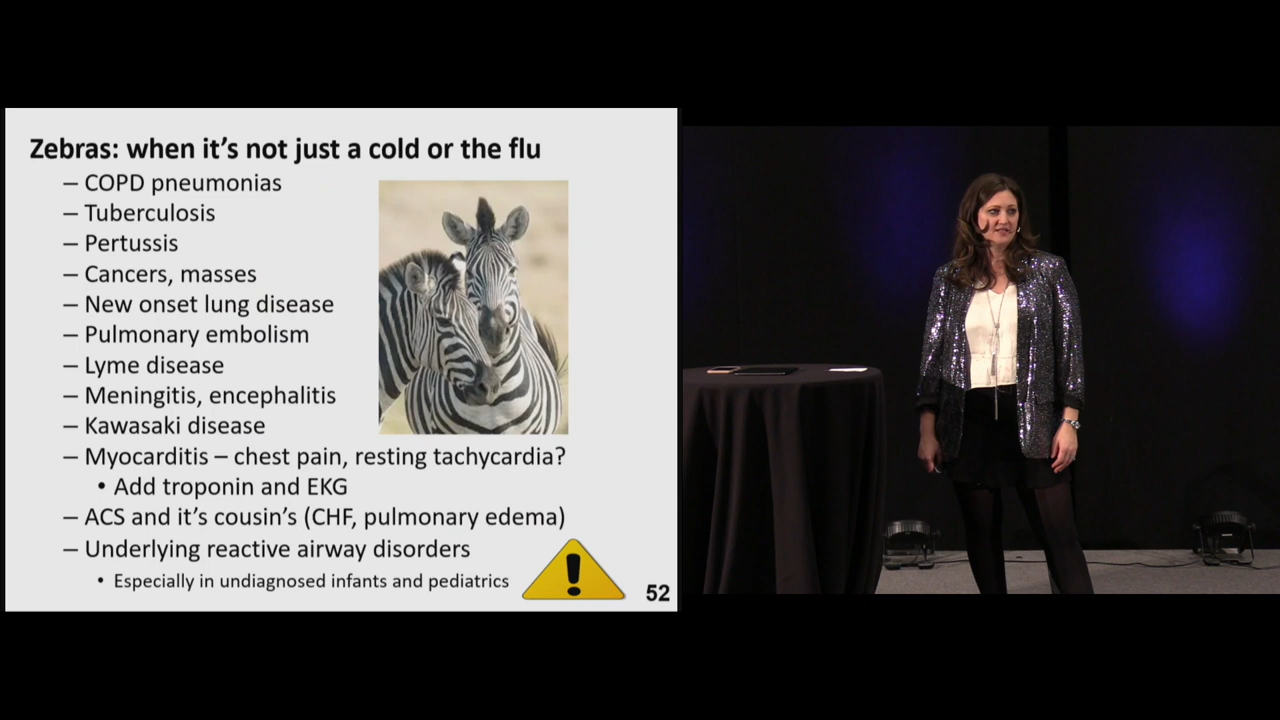 Zebras: when it's not just a cold or the flu
– COPD pneumonias
– Tuberculosis
– Pertussis
– Cancers, masses
– New onset lung disease
– Pulmonary embolism
– Lyme disease
– Meningitis, encephalitis
– Kawasaki disease
– Myocarditis – chest pain, resting tachycardia?
• Add troponin and EKG
– ACS and it's cousin's (CHF, pulmonary edema)
– Underlying reactive airway disorders
• Especially in undiagnosed infants and pediatrics
52